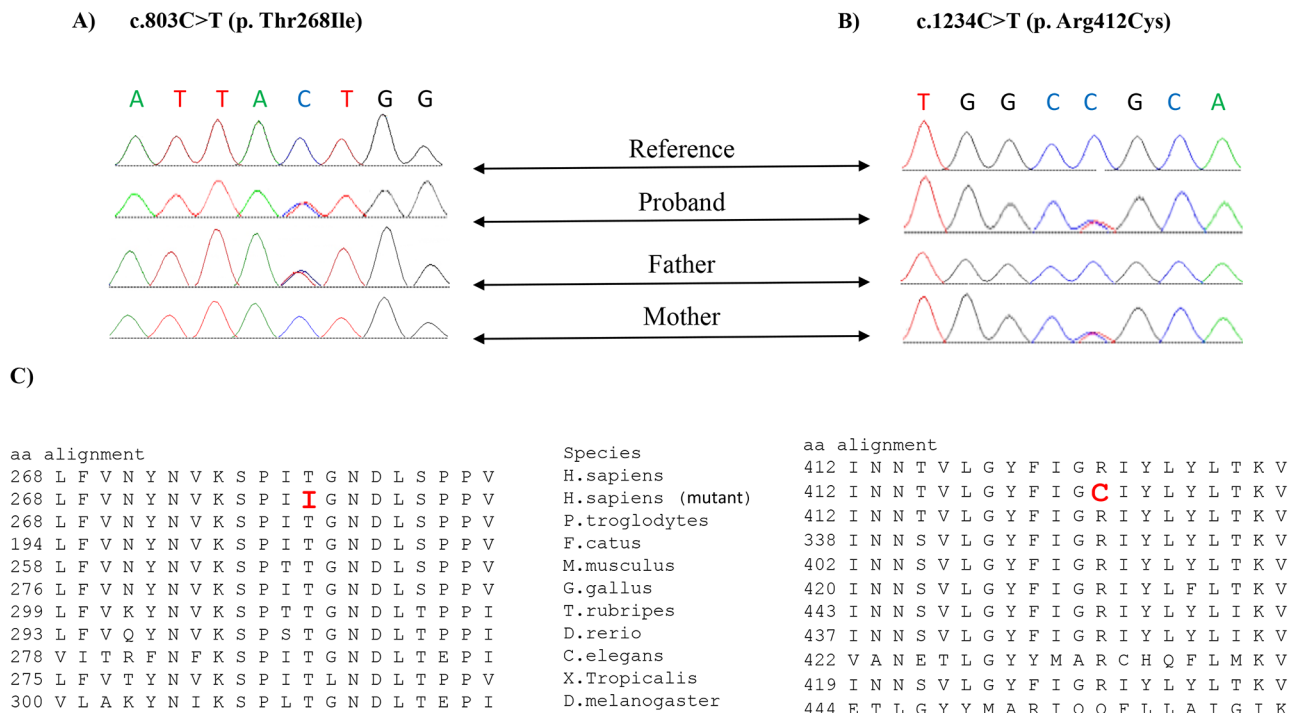 A) c.803C>T (p. Thr268Ile)
B) c.1234C>T (p. Arg412Cys)
A T T A C T G G
T G G C C G C A
Reference
Proband
Father
Mother
C)
aa alignment
268 L F V N Y N V K S P I T G N D L S P P V
268 L F V N Y N V K S P I I G N D L S P P V
268 L F V N Y N V K S P I T G N D L S P P V
194 L F V N Y N V K S P I T G N D L S P P V
258 L F V N Y N V K S P T T G N D L S P P V
276 L F V N Y N V K S P I T G N D L S P P V
299 L F V K Y N V K S P T T G N D L T P P I
293 L F V Q Y N V K S P S T G N D L T P P I
278 V I T R F N F K S P I T G N D L T E P I
275 L F V T Y N V K S P I T L N D L T P P V
300 V L A K Y N I K S P L T G N D L T E P I
Species
H.sapiens
H.sapiens (mutant)
P.troglodytes
F.catus
M.musculus
G.gallus
T.rubripes
D.rerio
C.elegans
X.Tropicalis
D.melanogaster
aa alignment
412 I N N T V L G Y F I G R I Y L Y L T K V
412 I N N T V L G Y F I G C I Y L Y L T K V
412 I N N T V L G Y F I G R I Y L Y L T K V
338 I N N S V L G Y F I G R I Y L Y L T K V
402 I N N S V L G Y F I G R I Y L Y L T K V
420 I N N S V L G Y F I G R I Y L F L T K V
443 I N N S V L G Y F I G R I Y L Y L I K V
437 I N N S V L G Y F I G R I Y L Y L I K V
422 V A N E T L G Y Y M A R C H Q F L M K V
419 I N N S V L G Y F I G R I Y L Y L T K V
444 E T L G Y Y M A R I Q Q F L L A I G I K